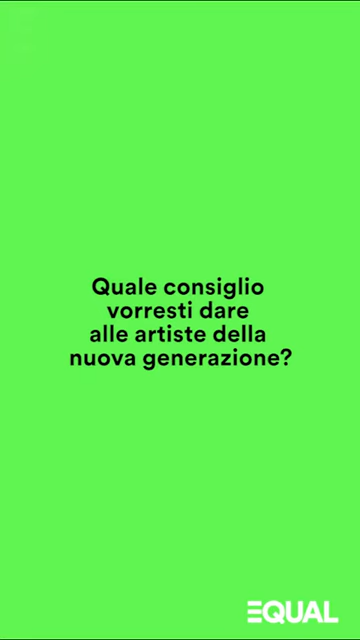 Quale consiglio
vorresti dare
alle artiste della
nuova generazione?
EQUAL